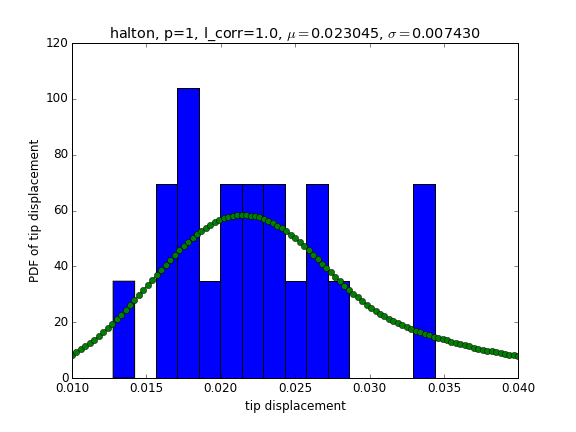 halton, p=1, l_corr=1.0, μ=0.023045, σ=0.007430
120
100
80
60
40
20
0
PDF of tip displacement
0.010 0.015 0.020 0.025 0.030 0.035 0.040
tip displacement